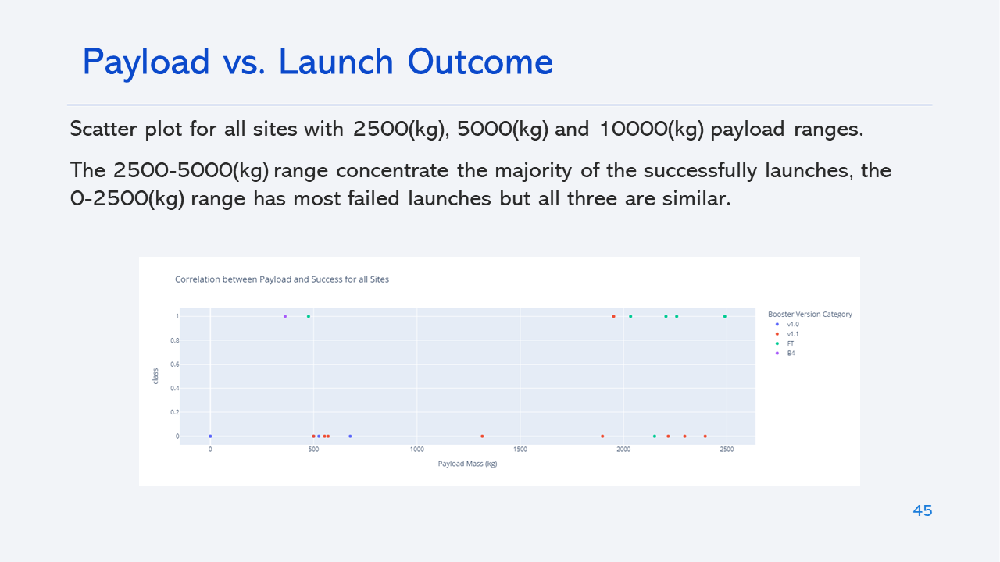 Payload vs. Launch Outcome
Scatter plot for all sites with 2500(kg), 5000(kg) and 10000(kg) payload ranges.
The 2500-5000(kg) range concentrate the majority of the successfully launches, the
0-2500(kg) range has most failed launches but all three are similar.
Correlation between Payload and Success for all Sites
1
0.8
0.6
0.4
0.2
0
class
0 500 1000 1500 2000 2500
Payload Mass (kg)
Booster Version Category
v1.0
v1.1
FT
B4
45